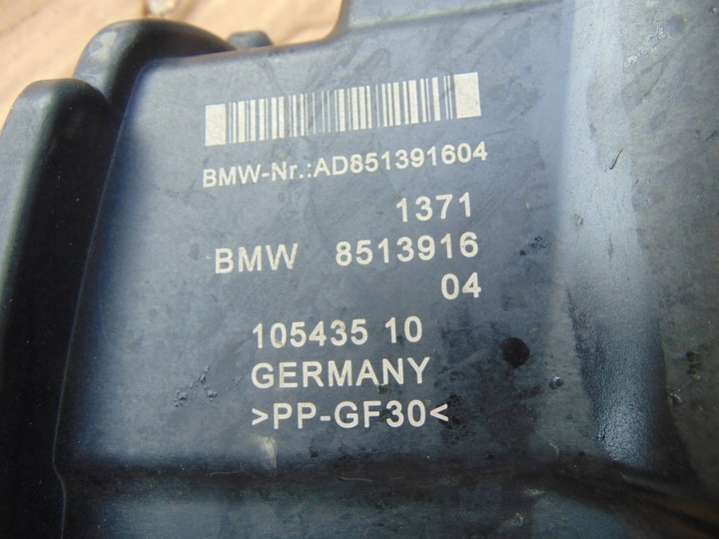 BMW-Nr.:AD851391604
1371
BMW 8513916
04
105435 10
GERMANY
>PP-GF30<